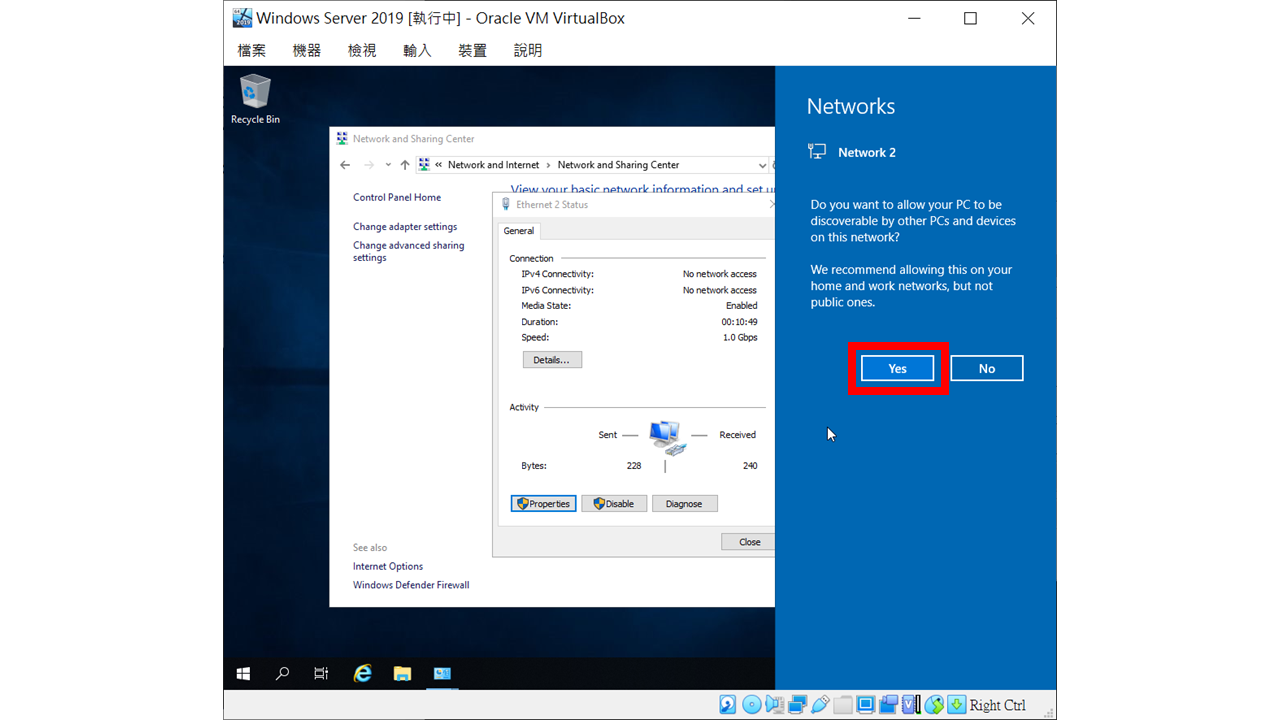 Windows Server 2019 [執行中] - Oracle VM VirtualBox
檔案 機器 檢視 輸入 裝置 說明
Recycle Bin
Network and Sharing Center
« Network and Internet › Network and Sharing Center
Control Panel Home
Change adapter settings
Change advanced sharing
settings
See also
Internet Options
Windows Defender Firewall
View your basic network information and set u
Ethernet 2 Status
General
Connection
IPv4 Connectivity: No network access
IPv6 Connectivity: No network access
Media State: Enabled
Duration: 00:10:49
Speed: 1.0 Gbps
Details...
Activity
Sent Received
Bytes: 228 240
Properties Disable Diagnose
Close
Networks
Network 2
Do you want to allow your PC to be
discoverable by other PCs and devices
on this network?
We recommend allowing this on your
home and work networks, but not
public ones.
Yes No
Right Ctrl